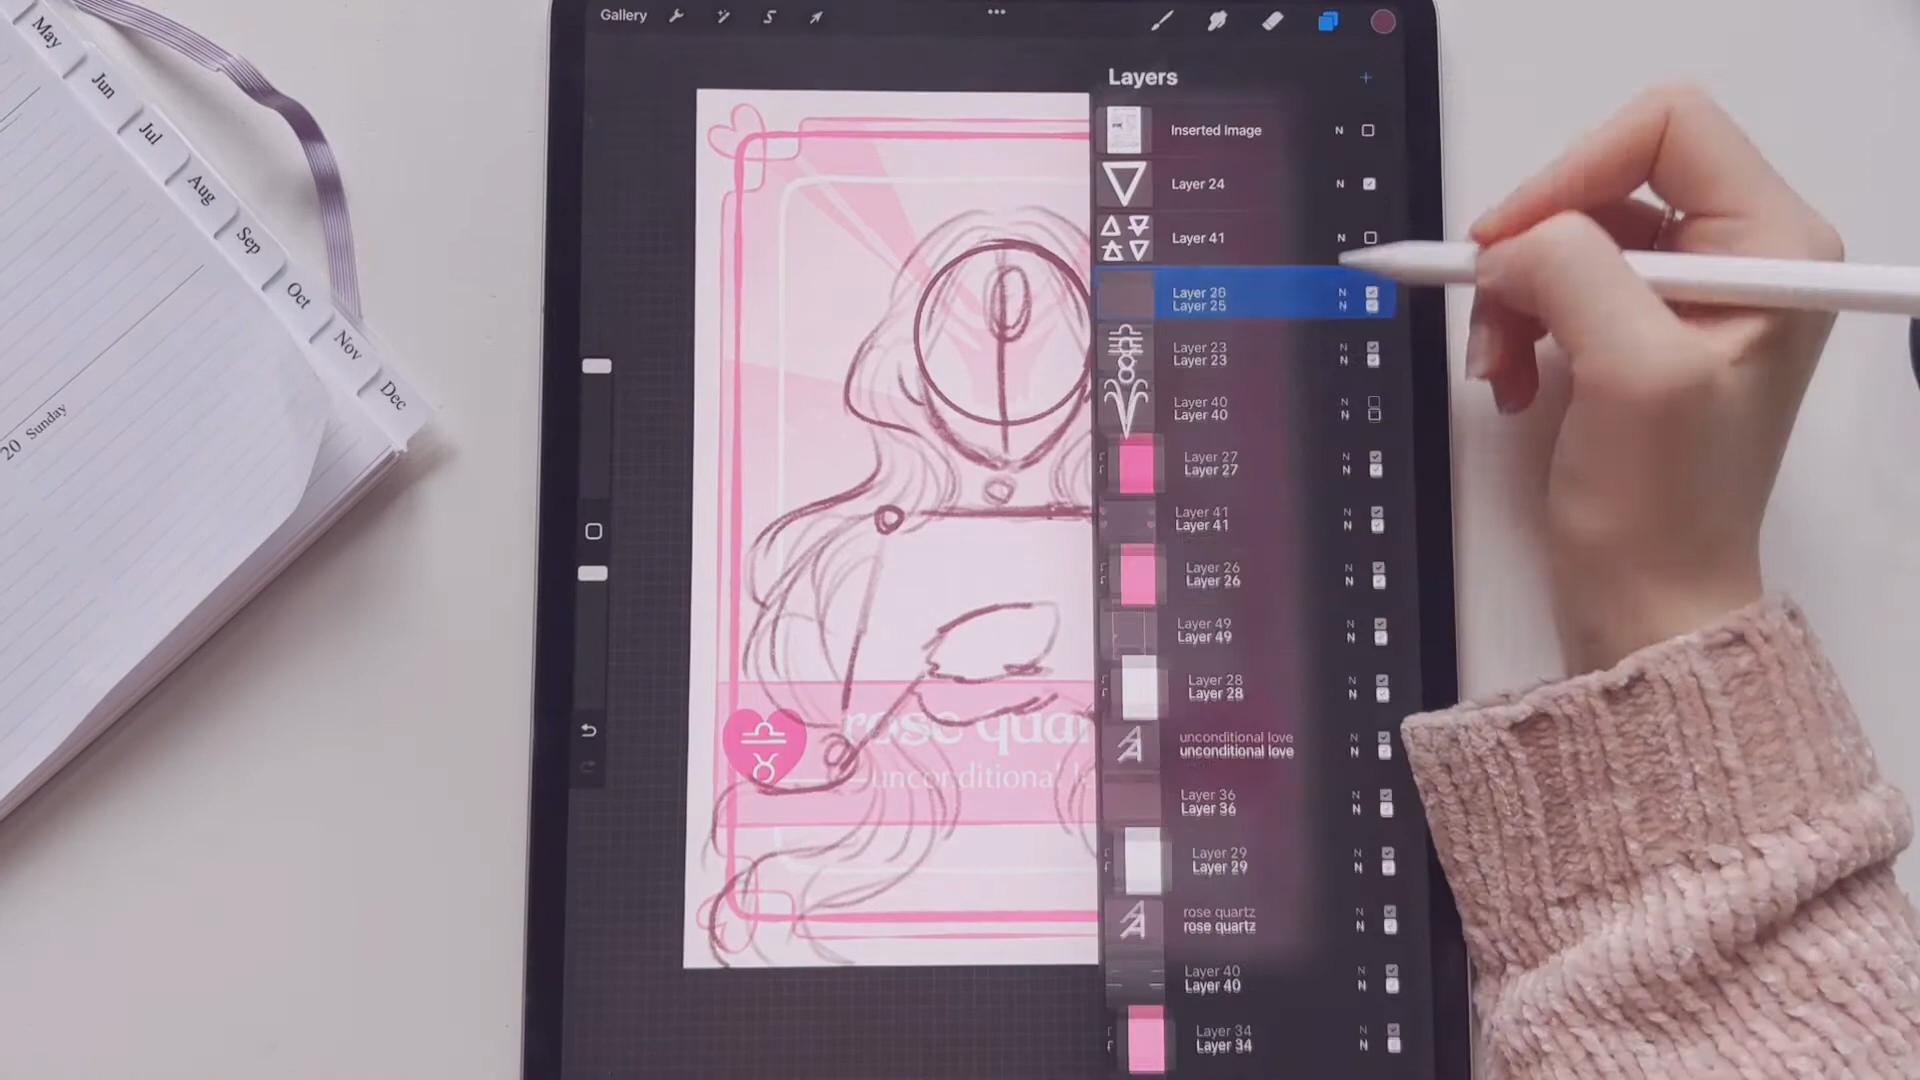 May
Jun
Jul
Aug
Sep
Oct
Nov
Dec
20 Sunday
Gallery
Layers
Inserted Image N
Layer 24 N
Layer 41 N
Layer 26 N
Layer 25 N
Layer 23 N
Layer 23 N
Layer 40 N
Layer 40 N
Layer 27 N
Layer 27 N
Layer 41 N
Layer 41 N
Layer 26 N
Layer 26 N
Layer 49 N
Layer 49 N
Layer 28 N
Layer 28 N
unconditional love N
unconditional love N
Layer 36 N
Layer 36 N
Layer 29 N
Layer 29 N
rose quartz N
rose quartz N
Layer 40 N
Layer 40 N
Layer 34 N
Layer 34 N
rose quar
unconditional l